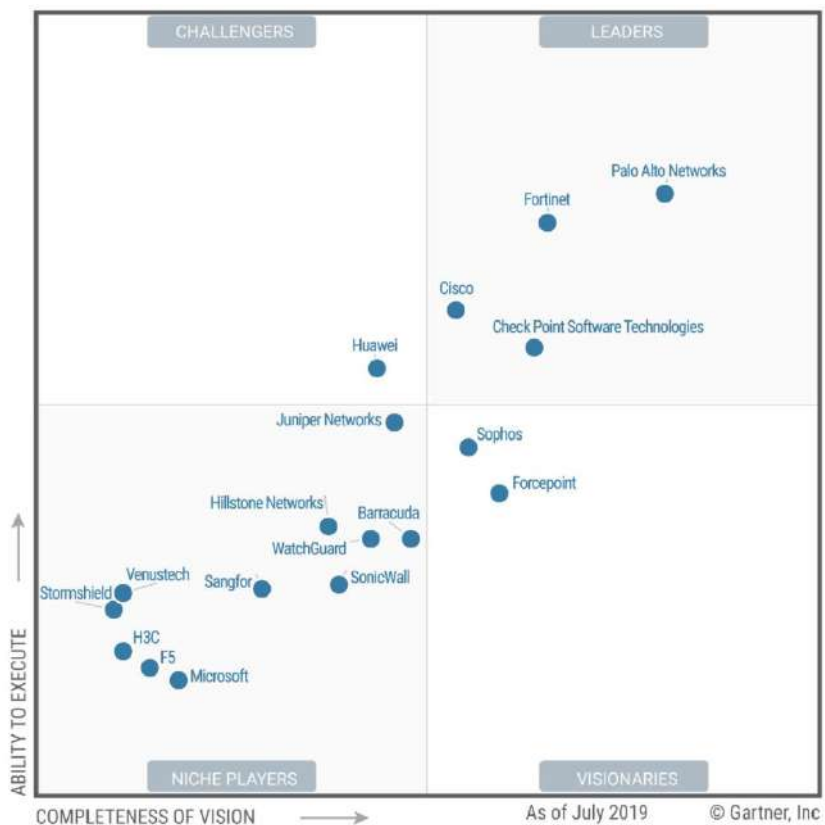 CHALLENGERS
LEADERS
Palo Alto Networks
Fortinet
Cisco
Check Point Software Technologies
Huawei
Juniper Networks
Sophos
Forcepoint
Hillstone Networks
Barracuda
WatchGuard
SonicWall
Sangfor
Venustech
Stormshield
H3C
F5
Microsoft
ABILITY TO EXECUTE
NICHE PLAYERS
VISIONARIES
COMPLETENESS OF VISION
As of July 2019
© Gartner, Inc